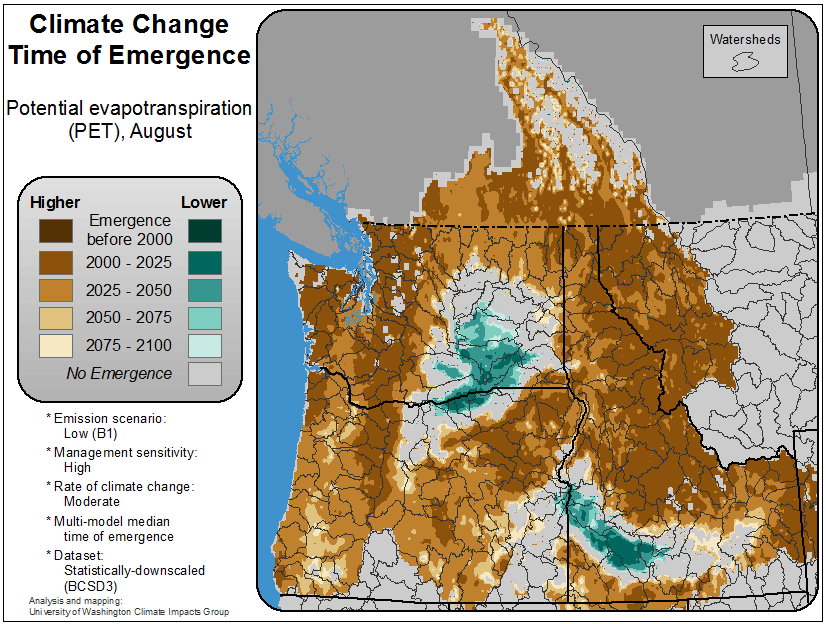 Climate Change
Time of Emergence
Potential evapotranspiration
(PET), August
Higher Lower
Emergence
before 2000
2000 - 2025
2025 - 2050
2050 - 2075
2075 - 2100
No Emergence
* Emission scenario:
Low (B1)
* Management sensitivity:
High
* Rate of climate change:
Moderate
* Multi-model median
time of emergence
* Dataset:
Statistically-downscaled
(BCSD3)
Analysis and mapping:
University of Washington Climate Impacts Group
Watersheds